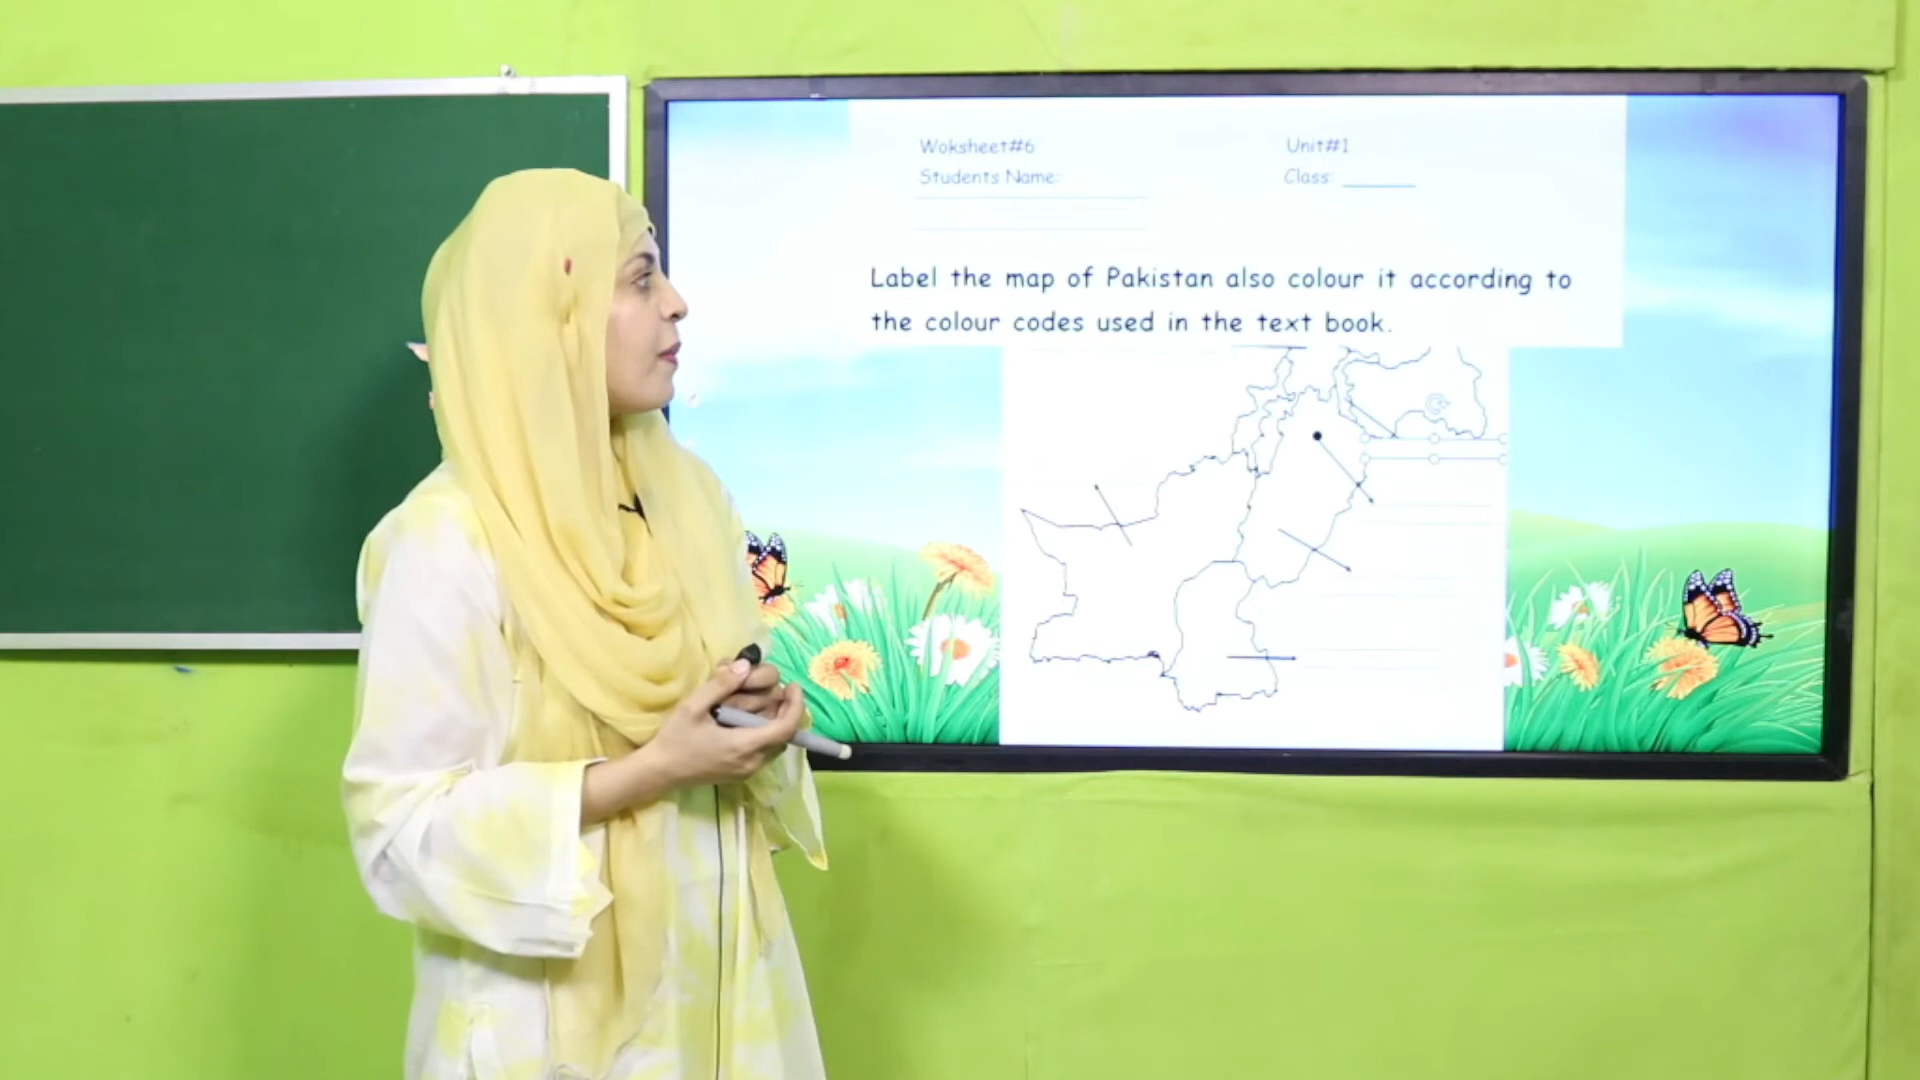 Woksheet#6
Unit#1
Students Name:
Class:
Label the map of Pakistan also colour it according to
the colour codes used in the text book.